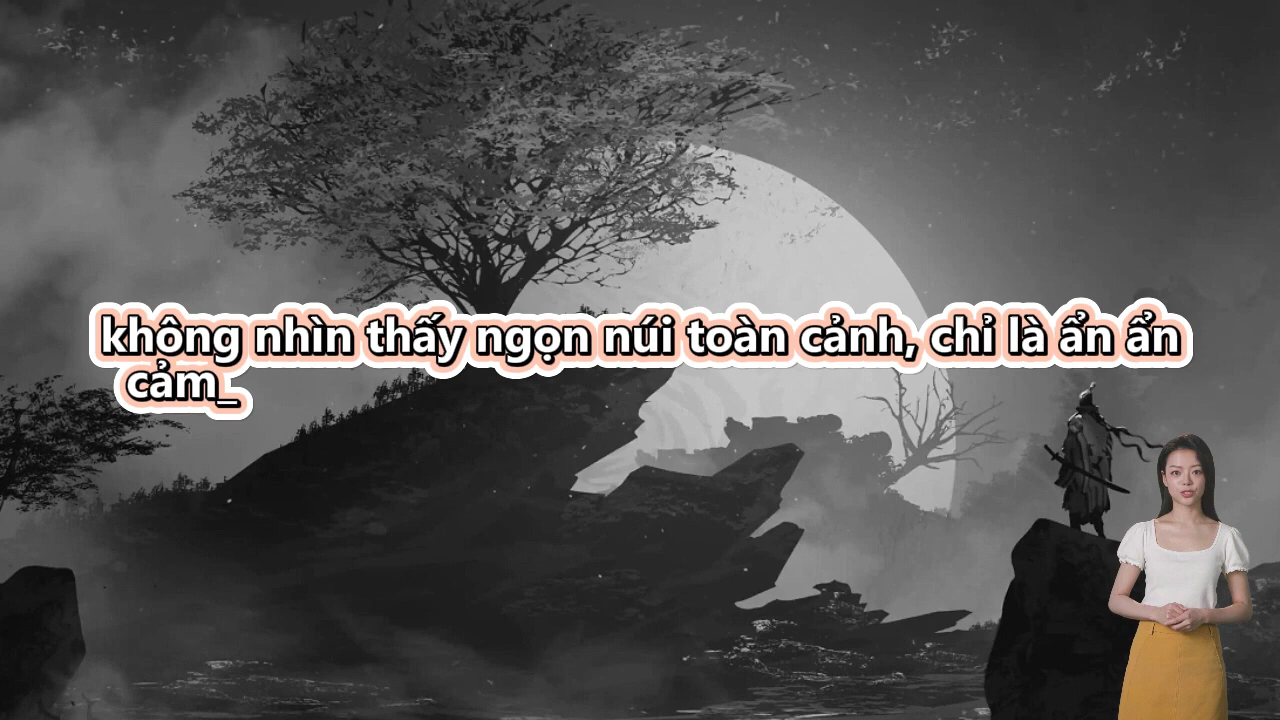 không nhìn thấy ngọn núi toàn cảnh, chỉ là ẩn ẩn
cảm_